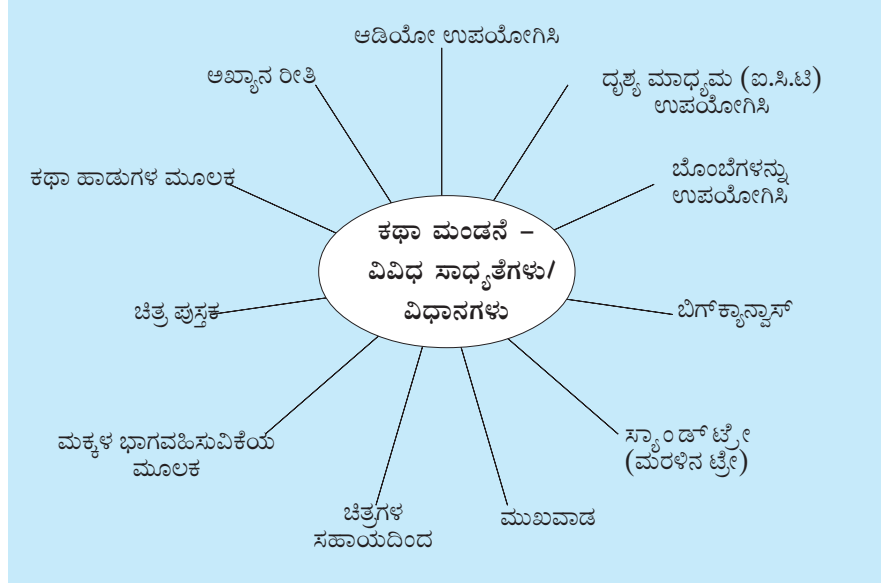 ಆಡಿಯೋ ಉಪಯೋಗಿಸಿ
ಅಖ್ಯಾನ ರೀತಿ
ದೃಶ್ಯ ಮಾಧ್ಯಮ (ಐ.ಸಿ.ಟಿ)
ಉಪಯೋಗಿಸಿ
ಕಥಾ ಹಾಡುಗಳ ಮೂಲಕ
ಬೊಂಬೆಗಳನ್ನು
ಉಪಯೋಗಿಸಿ
ಕಥಾ ಮಂಡನೆ –
ವಿವಿಧ ಸಾಧ್ಯತೆಗಳು/
ವಿಧಾನಗಳು
ಚಿತ್ರ ಪುಸ್ತಕ
ಬಿಗ್‌ಕ್ಯಾನ್ವಾಸ್
ಮಕ್ಕಳ ಭಾಗವಹಿಸುವಿಕೆಯ
ಮೂಲಕ
ಸ್ಯಾಂಡ್ ಟ್ರೇ
(ಮರಳಿನ ಟ್ರೇ)
ಚಿತ್ರಗಳ
ಸಹಾಯದಿಂದ
ಮುಖವಾಡ